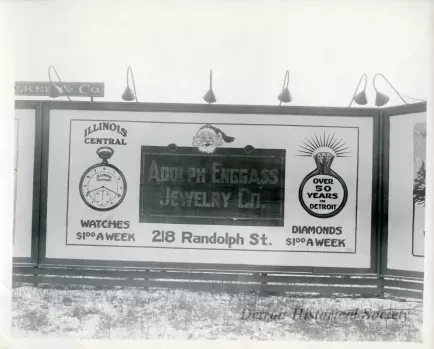 ILLINOIS
CENTRAL
WATCHES
$1.00 A WEEK
ADOLPH ENGGASS
JEWELRY CO.
218 Randolph St.
OVER
50
YEARS
IN
DETROIT
DIAMONDS
$1.00 A WEEK
Detroit Historical Society